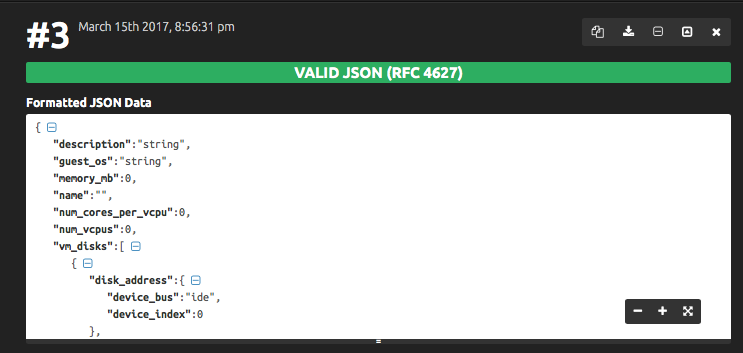 #3 March 15th 2017, 8:56:31 pm
VALID JSON (RFC 4627)
Formatted JSON Data
{
"description":"string",
"guest_os":"string",
"memory_mb":0,
"name":"",
"num_cores_per_vcpu":0,
"num_vcpus":0,
"vm_disks":[
{
"disk_address":{
"device_bus":"ide",
"device_index":0
},